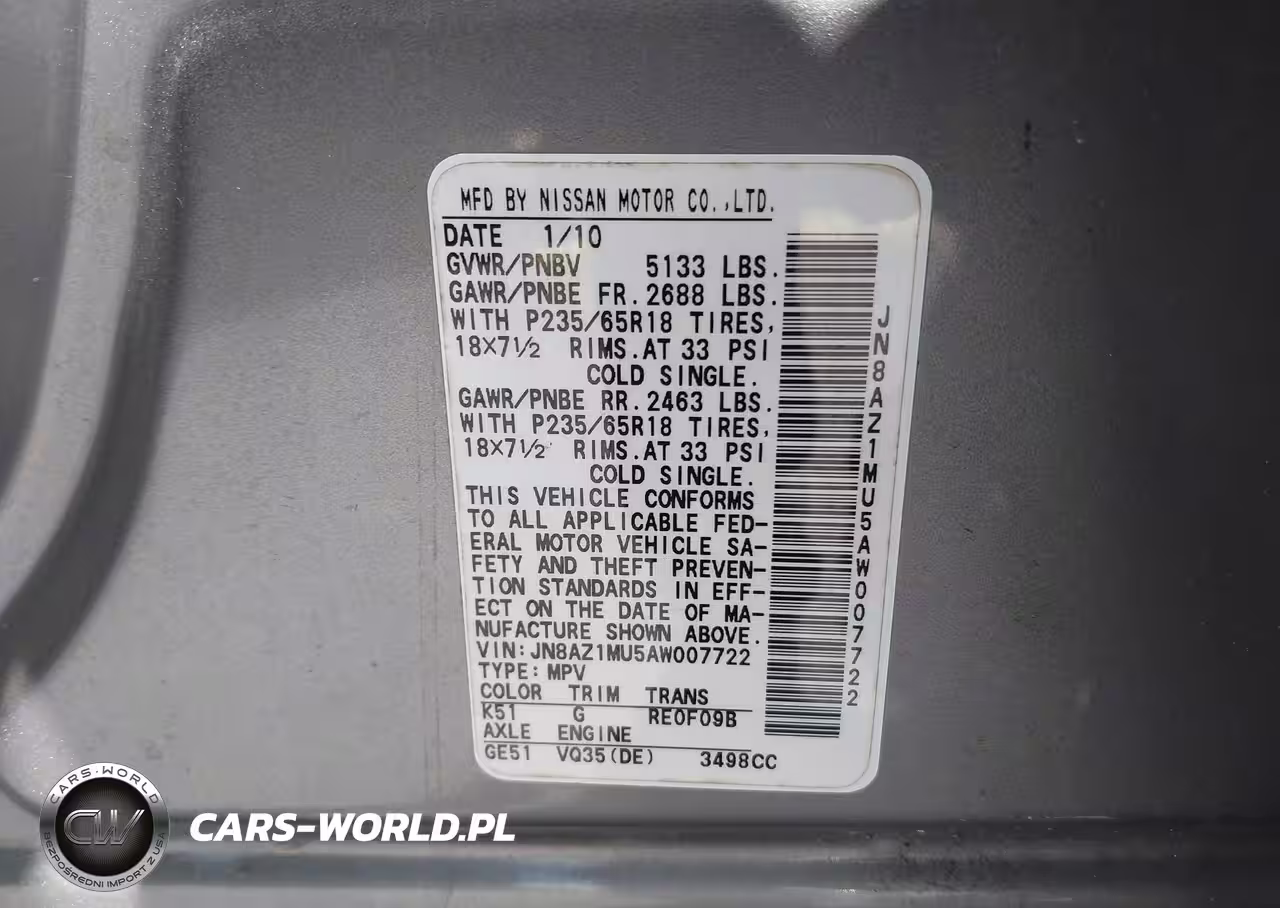 MFD BY NISSAN MOTOR CO.,LTD.
DATE 1/10
GVWR/PNBV 5133 LBS.
GAWR/PNBE FR.2688 LBS.
WITH P235/65R18 TIRES,
18X7½ RIMS.AT 33 PSI
COLD SINGLE.
GAWR/PNBE RR.2463 LBS.
WITH P235/65R18 TIRES,
18X7½ RIMS.AT 33 PSI
COLD SINGLE.
THIS VEHICLE CONFORMS
TO ALL APPLICABLE FED-
ERAL MOTOR VEHICLE SA-
FETY AND THEFT PREVEN-
TION STANDARDS IN EFF-
ECT ON THE DATE OF MA-
NUFACTURE SHOWN ABOVE.
VIN:JN8AZ1MU5AW007722
TYPE:MPV
COLOR TRIM TRANS
K51 G RE0F09B
AXLE ENGINE
GE51 VQ35(DE) 3498CC
JN8AZ1MU5AW007722
CARS-WORLD
CW
BEZPOŚREDNI IMPORT Z USA
CARS-WORLD.PL